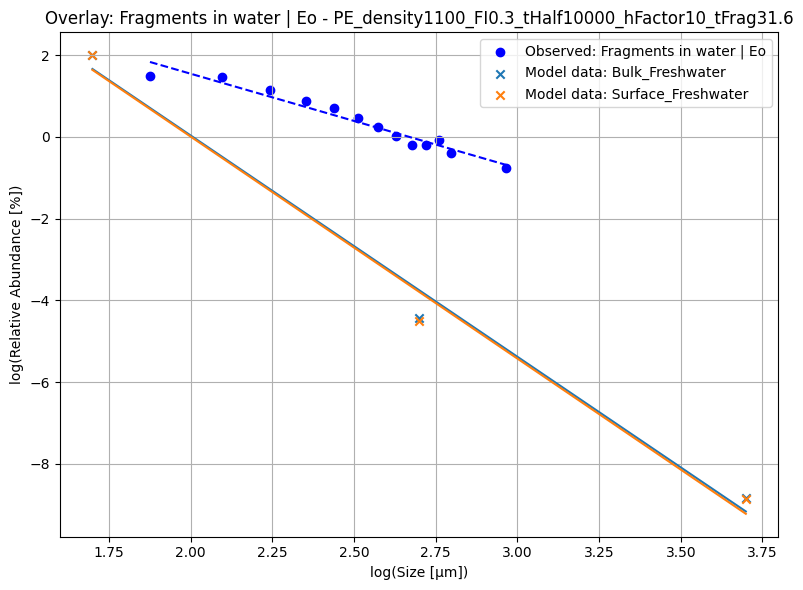 Overlay: Fragments in water | Eo - PE_density1100_FI0.3_tHalf10000_hFactor10_tFrag31.6
Observed: Fragments in water | Eo
Model data: Bulk_Freshwater
Model data: Surface_Freshwater
log(Relative Abundance [%])
2
0
−2
−4
−6
−8
1.75 2.00 2.25 2.50 2.75 3.00 3.25 3.50 3.75
log(Size [μm])